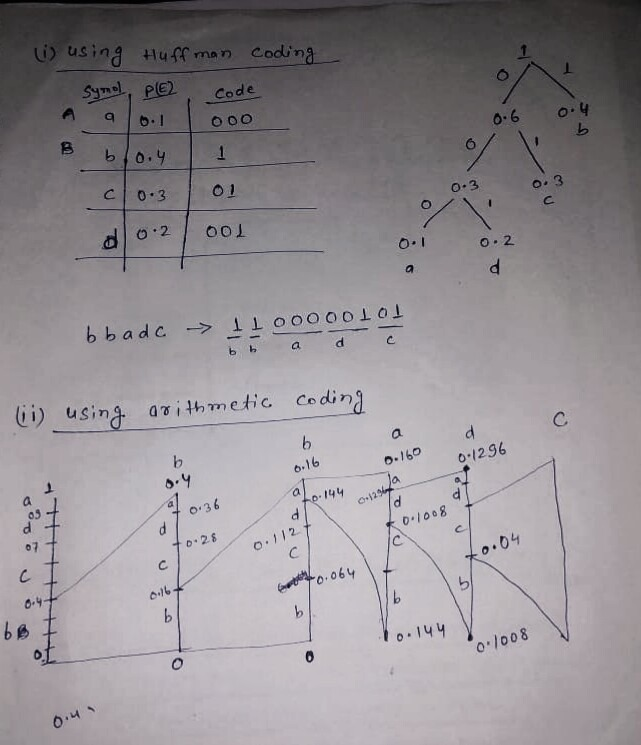 (i) using Huffman coding
Symol P(E) Code
A a 0.1 000
B b 0.4 1
c 0.3 01
d 0.2 001
1
0 1
0.6 0.4
b
0 1
0.3 0.3
c
0 1
0.1 0.2
a d
bbadc → 1 1 000 001 01
b b a d c
(ii) using arithmetic coding
b b a d C
1 0.4 0.16 0.160 0.1296
a 0.9 d 0.7 c 0.4 b B 0
a 0.36 d 0.28 c 0.16 b 0
a 0.144 d 0.112 c 0.064 b 0
a d 0.1008 c b 0.144
a d c 0.04 b 0.1008